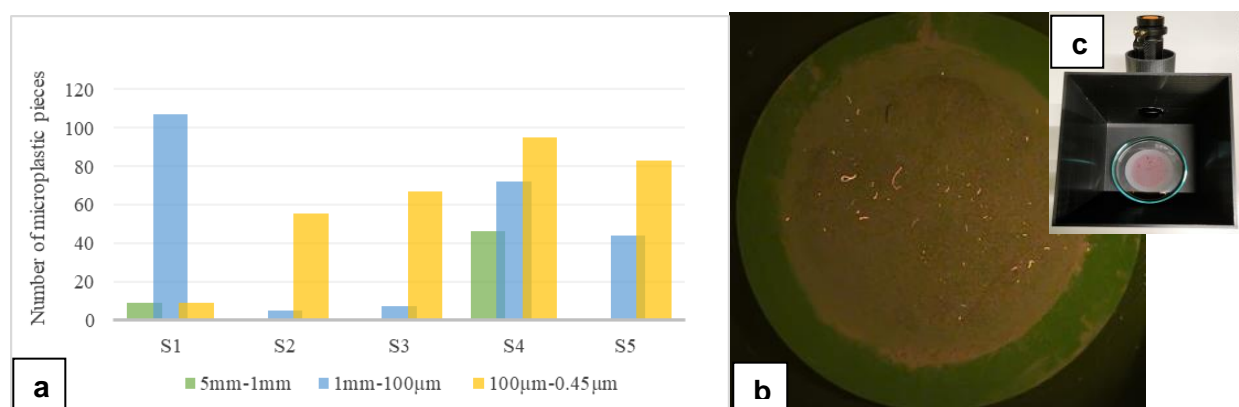 Number of microplastic pieces
120
100
80
60
40
20
0
S1 S2 S3 S4 S5
5mm-1mm 1mm-100μm 100μm-0.45μm
a
b
c